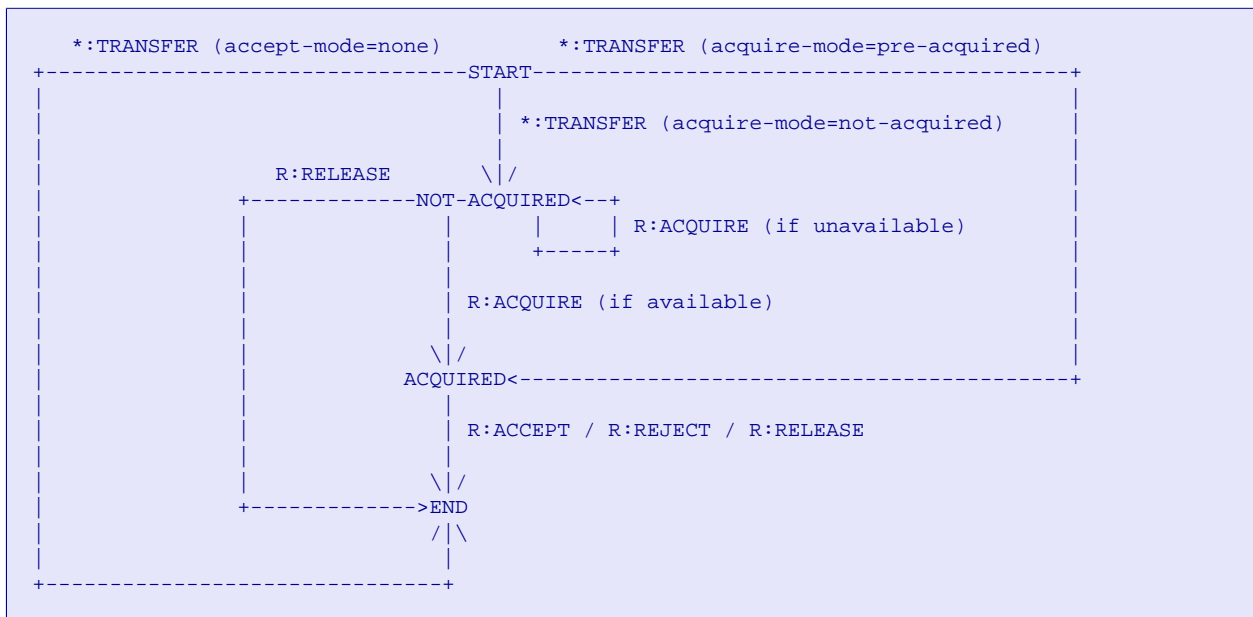 *:TRANSFER (accept-mode=none) *:TRANSFER (acquire-mode=pre-acquired)
START
*:TRANSFER (acquire-mode=not-acquired)
R:RELEASE
NOT-ACQUIRED
R:ACQUIRE (if unavailable)
R:ACQUIRE (if available)
ACQUIRED
R:ACCEPT / R:REJECT / R:RELEASE
END